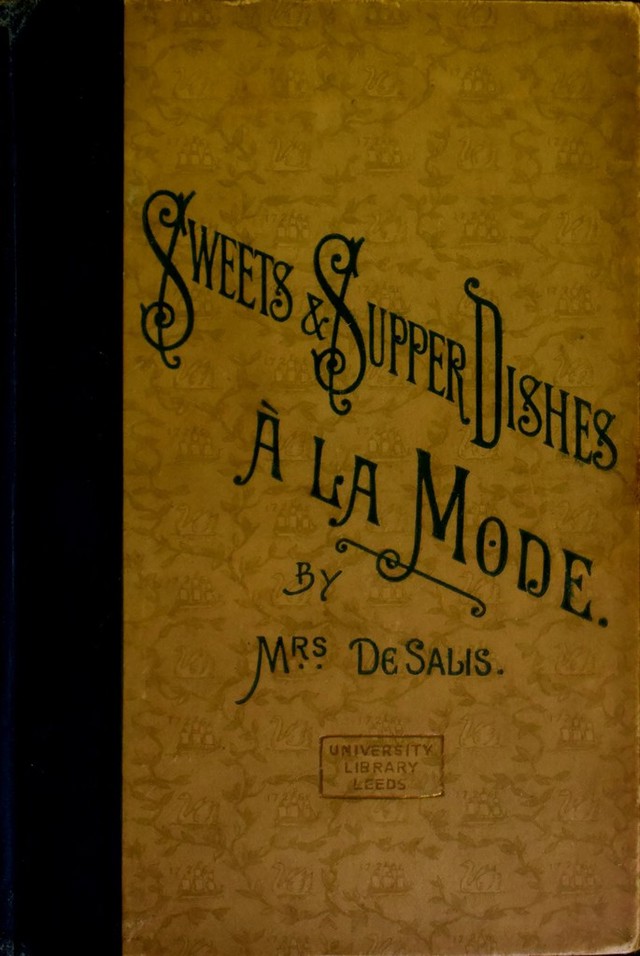 SWEETS & SUPPER DISHES
À LA MODE.
BY
MRS DE SALIS.
UNIVERSITY
LIBRARY
LEEDS